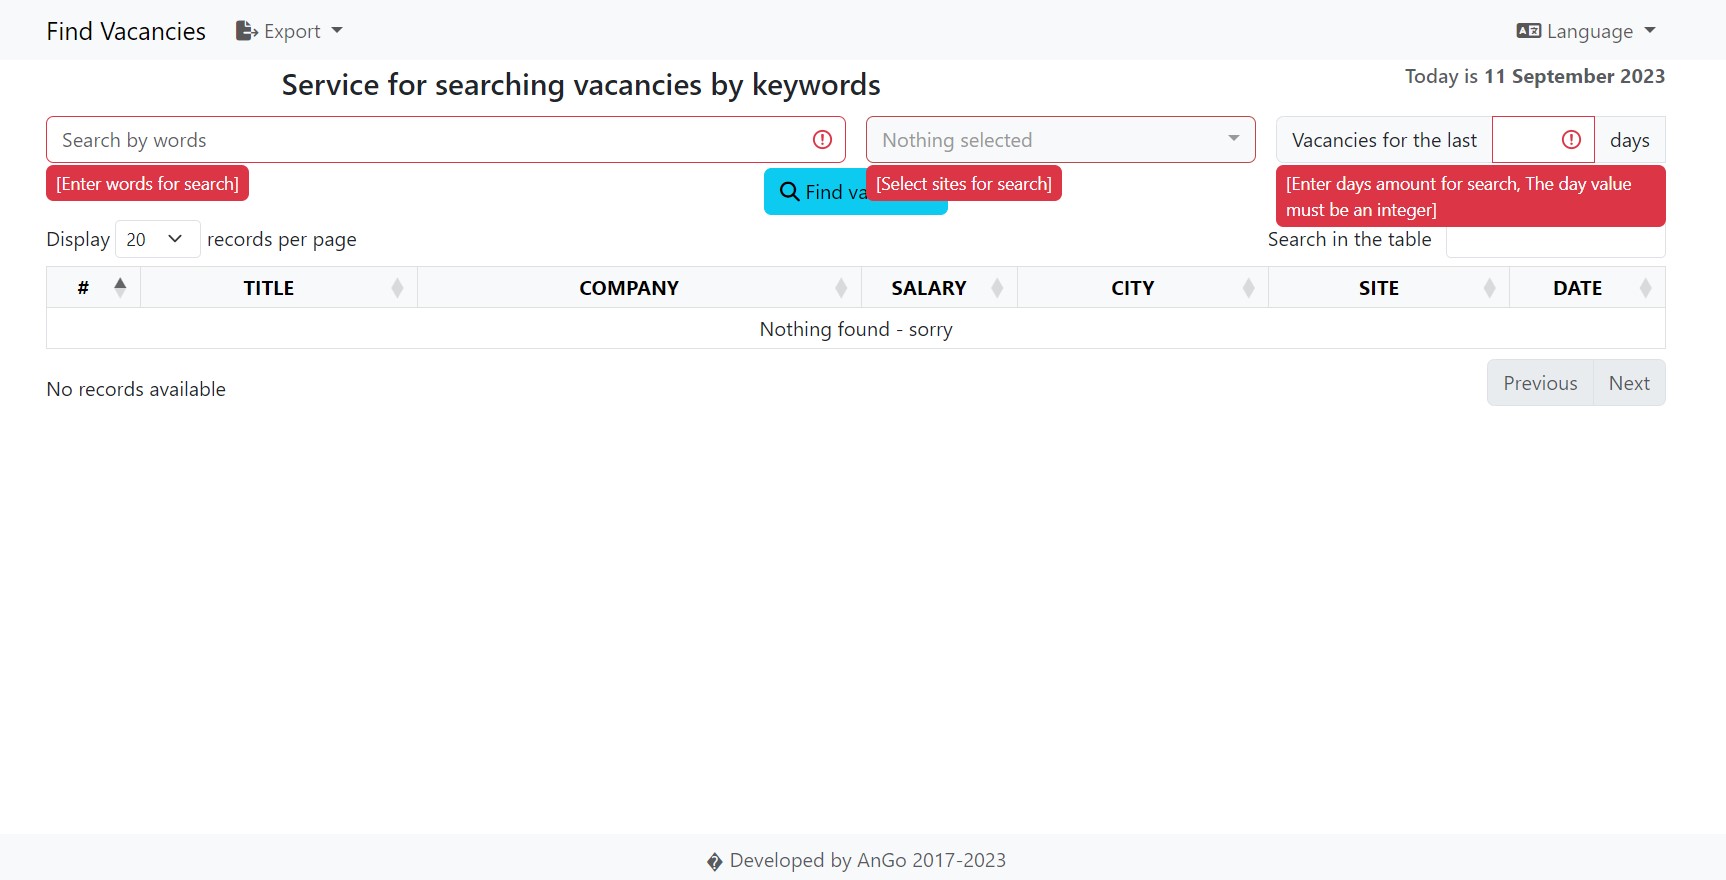 Find Vacancies Export Language
Service for searching vacancies by keywords
Today is 11 September 2023
Search by words
Nothing selected
Vacancies for the last days
[Enter words for search]
Find va
[Select sites for search]
[Enter days amount for search, The day value
must be an integer]
Display 20 records per page
Search in the table
# TITLE COMPANY SALARY CITY SITE DATE
Nothing found - sorry
No records available
Previous Next
� Developed by AnGo 2017-2023